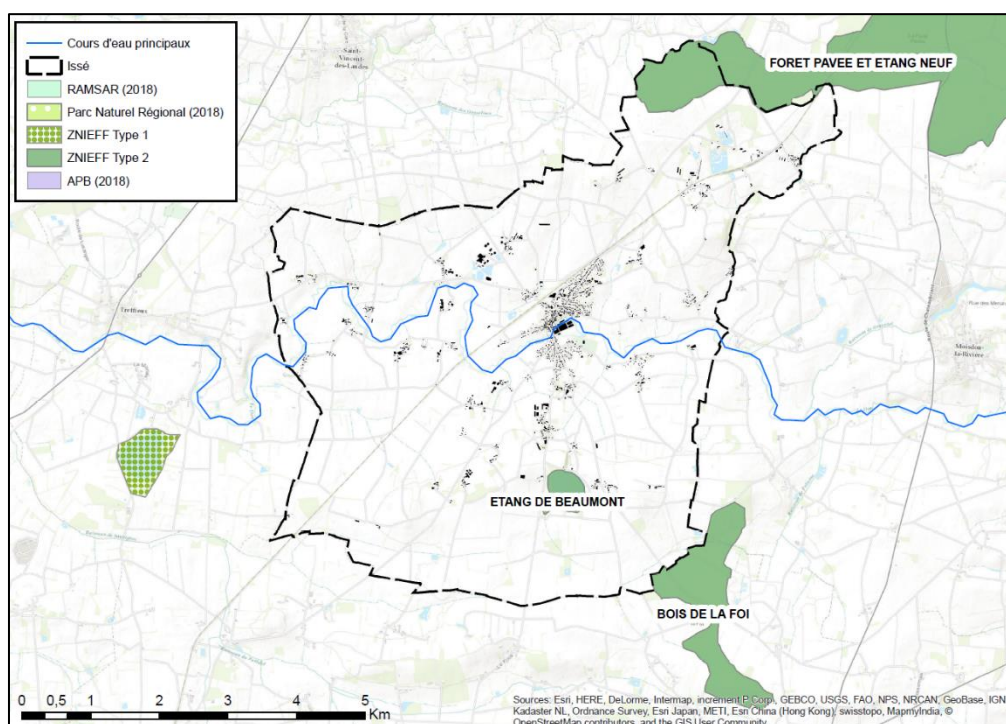 Cours d'eau principaux
Issé
RAMSAR (2018)
Parc Naturel Régional (2018)
ZNIEFF Type 1
ZNIEFF Type 2
APB (2018)
Saint-
Vincent-
des-Landes
FORET PAVEE ET ETANG NEUF
Treffieux
Moisdon-
la-Rivière
ETANG DE BEAUMONT
BOIS DE LA FOI
0 0,5 1 2 3 4 5
Km
Sources: Esri, HERE, DeLorme, Intermap, increment P Corp., GEBCO, USGS, FAO, NPS, NRCAN, GeoBase, IGN,
Kadaster NL, Ordnance Survey, Esri Japan, METI, Esri China (Hong Kong), swisstopo, MapmyIndia, ©
OpenStreetMap contributors, and the GIS User Community